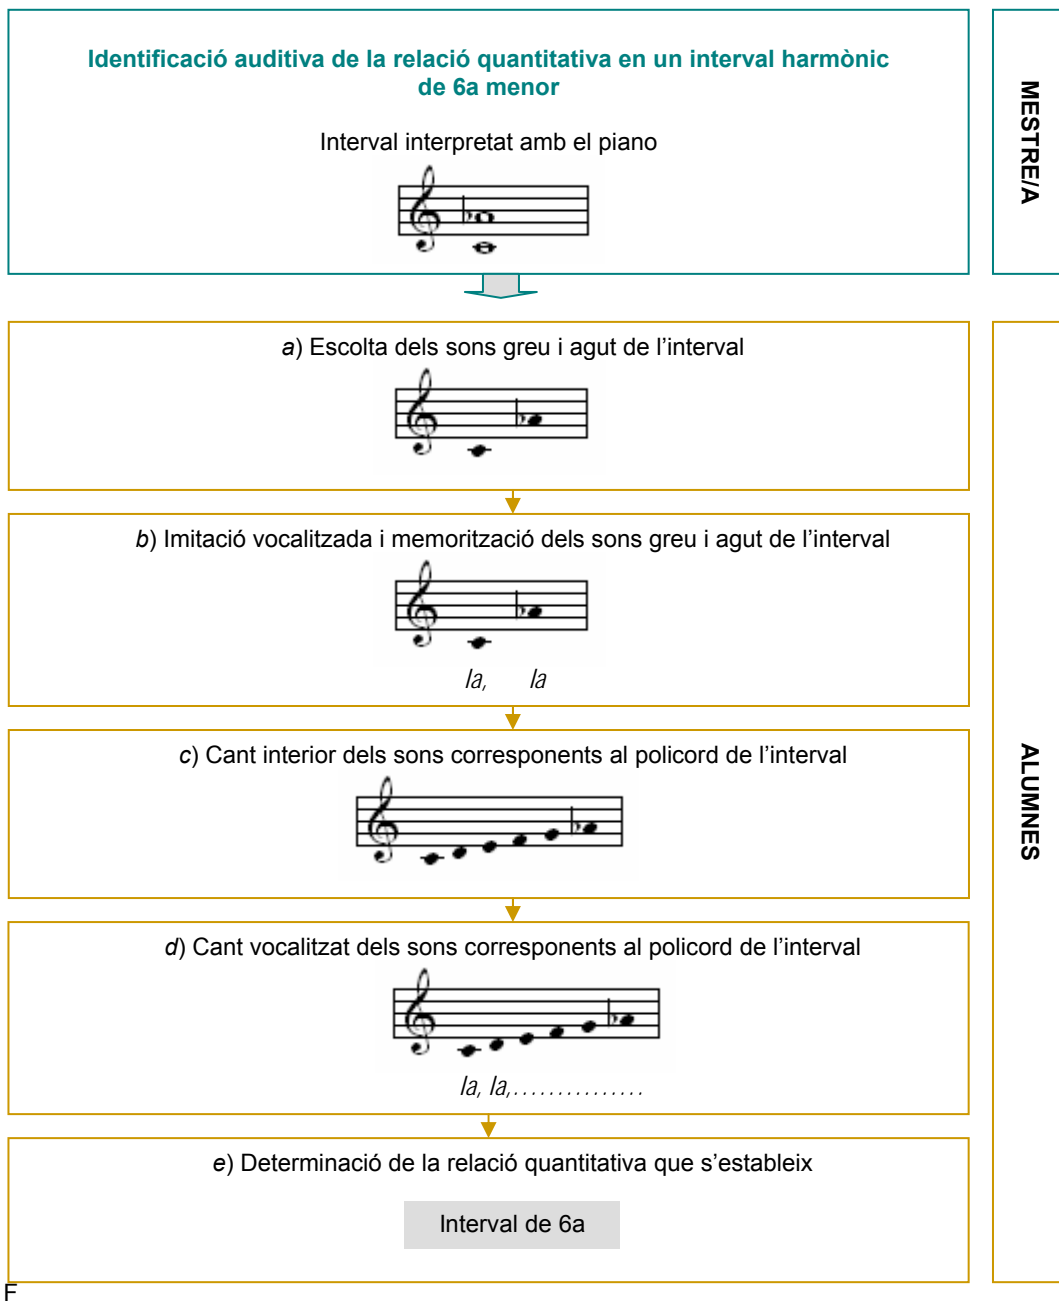 Identificació auditiva de la relació quantitativa en un interval harmònic
de 6a menor
Interval interpretat amb el piano
MESTRE/A
a) Escolta dels sons greu i agut de l’interval
b) Imitació vocalitzada i memorització dels sons greu i agut de l’interval
la, la
c) Cant interior dels sons corresponents al policord de l’interval
d) Cant vocalitzat dels sons corresponents al policord de l’interval
la, la,……………
e) Determinació de la relació quantitativa que s’estableix
Interval de 6a
ALUMNES
F